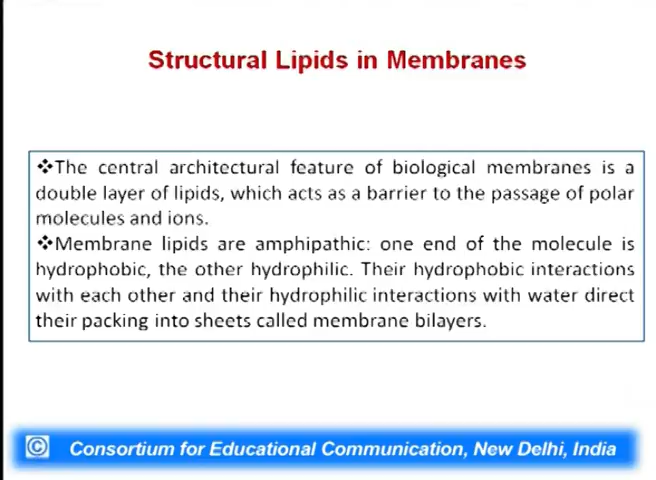 Structural Lipids in Membranes
❖The central architectural feature of biological membranes is a
double layer of lipids, which acts as a barrier to the passage of polar
molecules and ions.
❖Membrane lipids are amphipathic: one end of the molecule is
hydrophobic, the other hydrophilic. Their hydrophobic interactions
with each other and their hydrophilic interactions with water direct
their packing into sheets called membrane bilayers.
© Consortium for Educational Communication, New Delhi, India